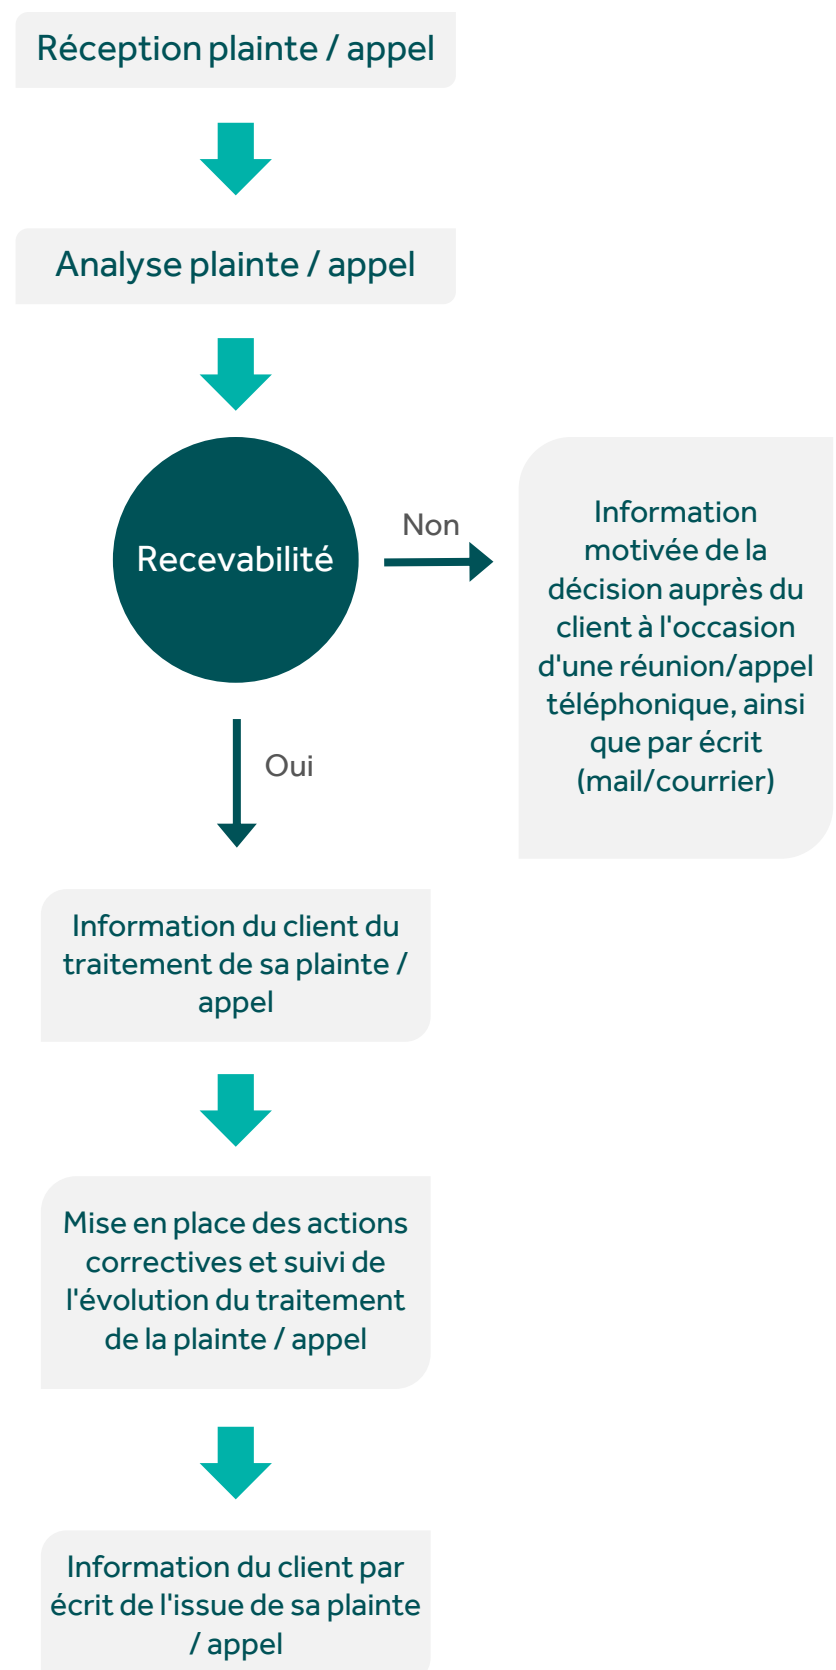 Réception plainte / appel
Analyse plainte / appel
Recevabilité
Non
Information
motivée de la
décision auprès du
client à l'occasion
d'une réunion/appel
téléphonique, ainsi
que par écrit
(mail/courrier)
Oui
Information du client du
traitement de sa plainte /
appel
Mise en place des actions
correctives et suivi de
l'évolution du traitement
de la plainte / appel
Information du client par
écrit de l'issue de sa plainte
/ appel